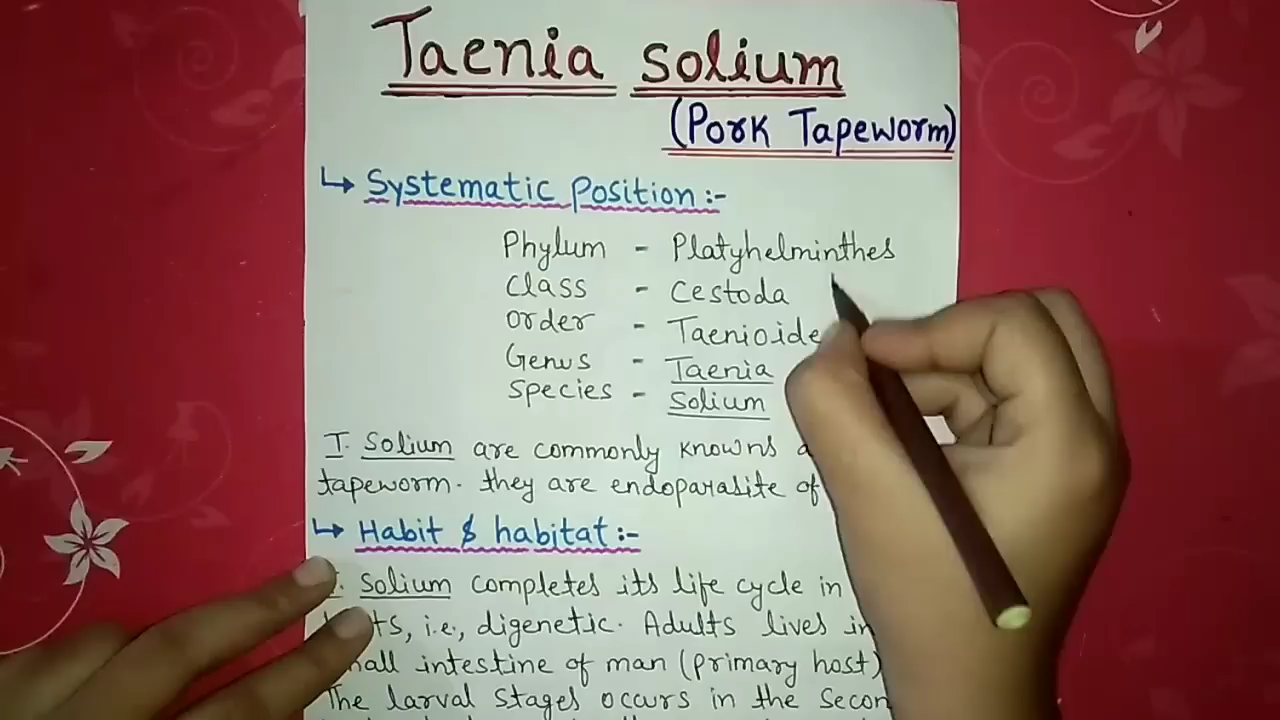 Taenia solium
(Pork Tapeworm)
↳ Systematic Position:-
Phylum - Platyhelminthes
Class - Cestoda
Order - Taenioide
Genus - Taenia
Species - Solium
T. Solium are commonly knowns
tapeworm. they are endoparasite of
↳ Habit & habitat:-
Solium completes its life cycle in
i.e., digenetic. Adults lives in
intestine of man (primary host)
The larval stages occurs in the